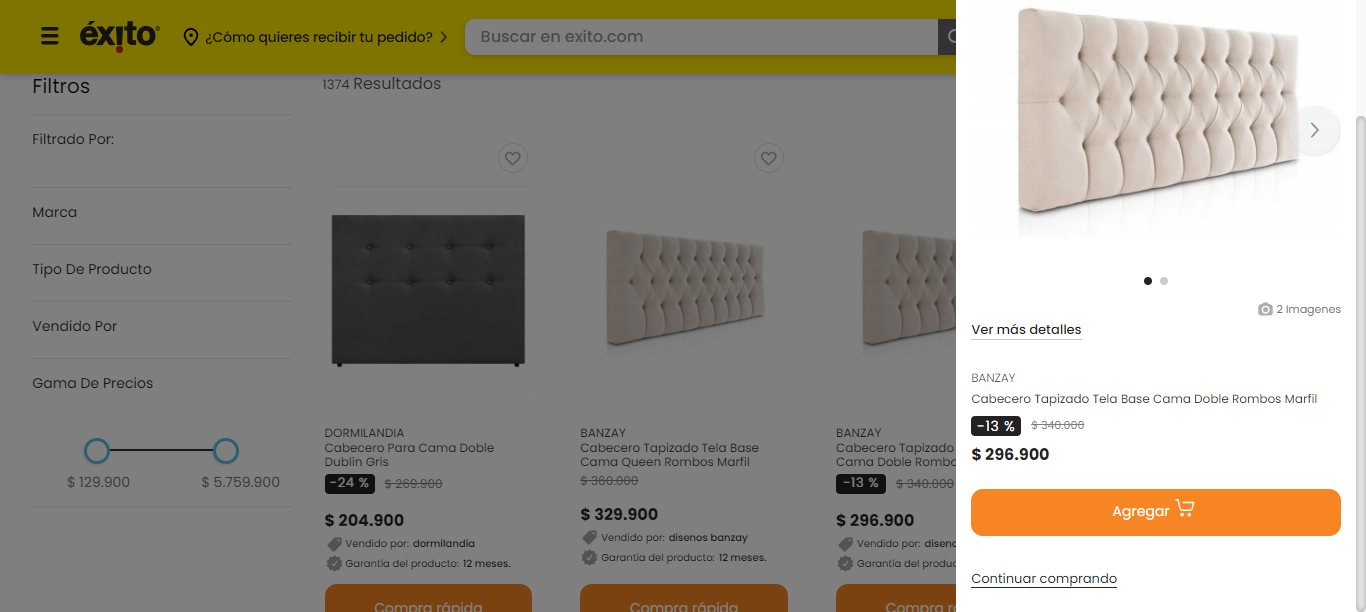 éxito
¿Cómo quieres recibir tu pedido?
Buscar en exito.com
Filtros
1374 Resultados
Filtrado Por:
Marca
Tipo De Producto
Vendido Por
Gama De Precios
$ 129.900
$ 5.759.900
DORMILANDIA
Cabecero Para Cama Doble
Dublin Gris
-24 %
$ 269.900
$ 204.900
Vendido por: dormilandia
Garantía del producto: 12 meses.
Compra rápida
BANZAY
Cabecero Tapizado Tela Base
Cama Queen Rombos Marfil
$ 360.000
$ 329.900
Vendido por: disenos banzay
Garantía del producto: 12 meses.
Compra rápida
BANZAY
Cabecero Tapizado
Cama Doble Rombo
-13 %
$ 340.000
$ 296.900
Vendido por: diseno
Garantía del produ
Compra r
2 Imagenes
Ver más detalles
BANZAY
Cabecero Tapizado Tela Base Cama Doble Rombos Marfil
-13 %
$ 340.000
$ 296.900
Agregar
Continuar comprando